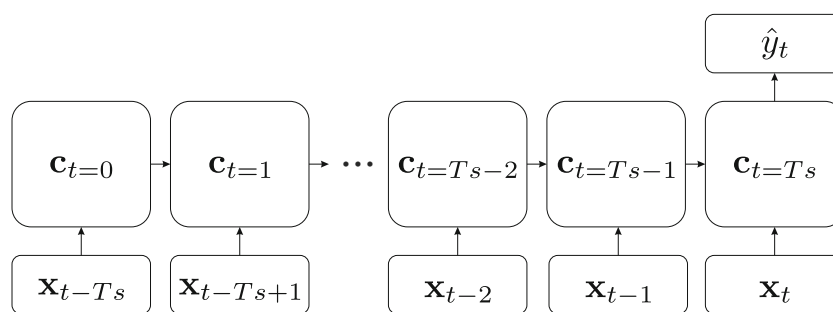 ŷ_t
c_{t=0} c_{t=1} ... c_{t=Ts−2} c_{t=Ts−1} c_{t=Ts}
x_{t−Ts} x_{t−Ts+1} x_{t−2} x_{t−1} x_t